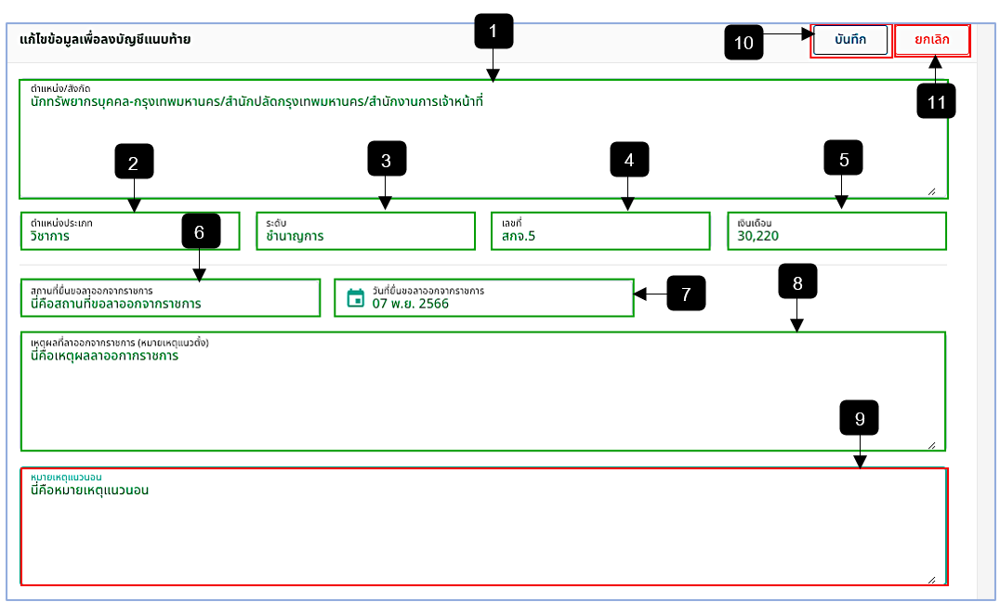 1
แก้ไขข้อมูลเพื่อลงบัญชีแนบท้าย
10
บันทึก
ยกเลิก
11
ตำแหน่ง/สังกัด
นักทรัพยากรบุคคล-กรุงเทพมหานคร/สำนักปลัดกรุงเทพมหานคร/สำนักงานการเจ้าหน้าที่
2
3
4
5
ตำแหน่งประเภท
วิชาการ
ระดับ
ชำนาญการ
เลขที่
สกจ.5
เงินเดือน
30,220
6
สถานที่ยื่นขอลาออกจากราชการ
นี่คือสถานที่ขอลาออกจากราชการ
วันที่ยื่นขอลาออกจากราชการ
07 พ.ย. 2566
7
8
เหตุผลที่ลาออกจากราชการ (หมายเหตุแนวตั้ง)
นี่คือเหตุผลลาออกากราชการ
9
หมายเหตุแนวนอน
นี่คือหมายเหตุแนวนอน